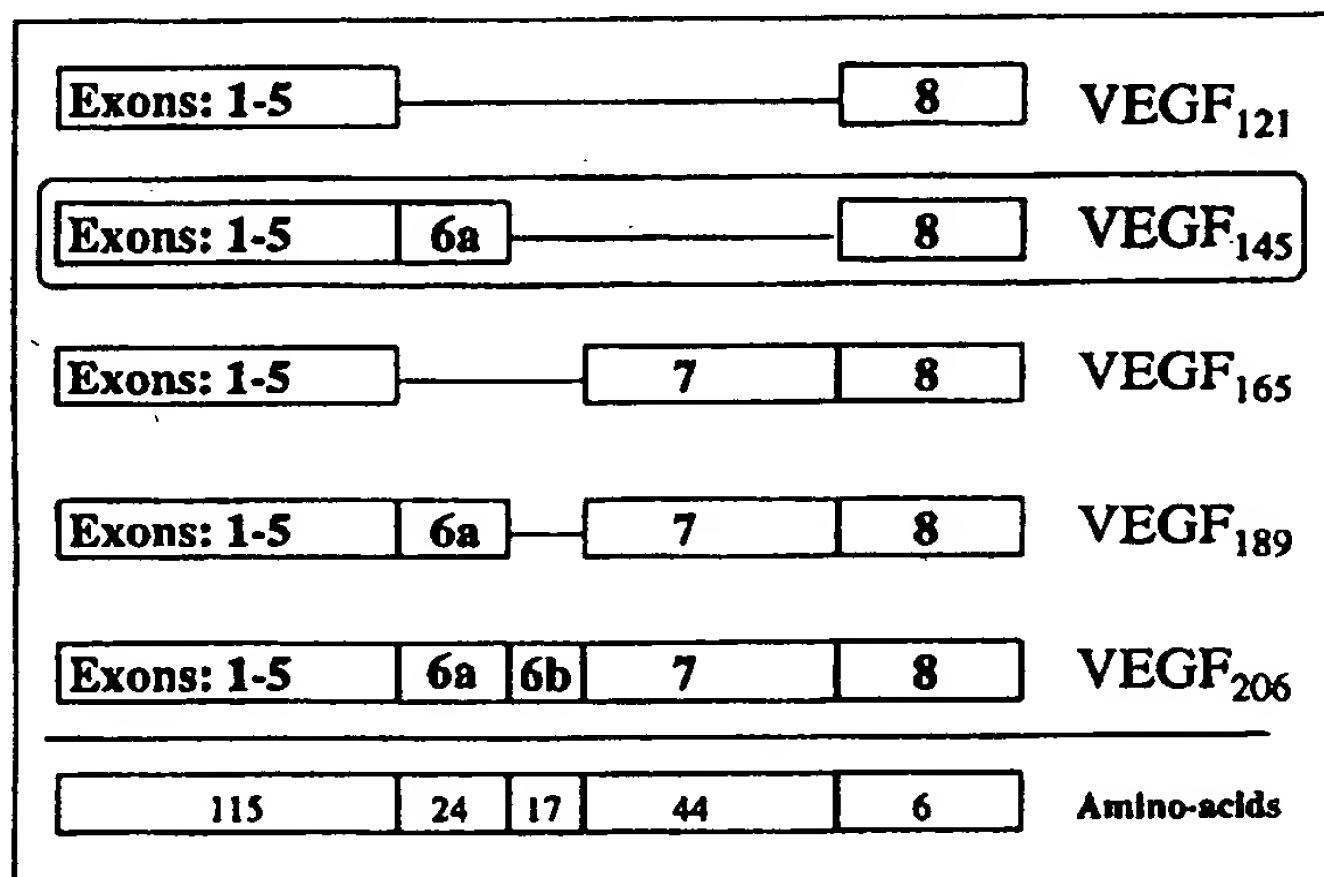 Exons: 1-5 8 VEGF121
Exons: 1-5 6a 8 VEGF145
Exons: 1-5 7 8 VEGF165
Exons: 1-5 6a 7 8 VEGF189
Exons: 1-5 6a 6b 7 8 VEGF206
115 24 17 44 6 Amino-acids